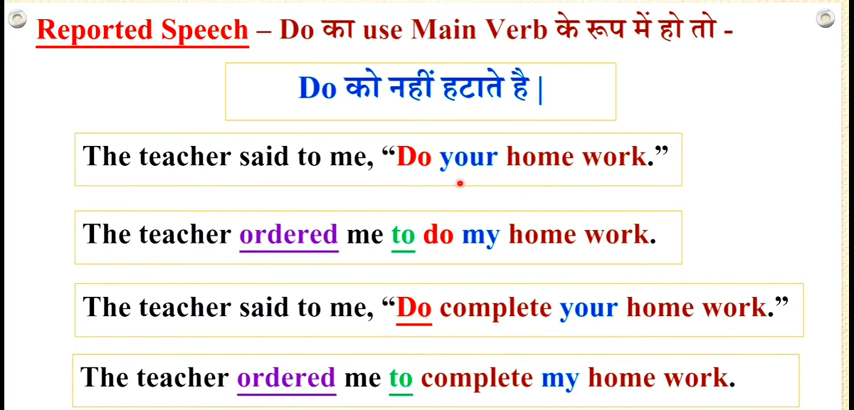 Reported Speech – Do का use Main Verb के रूप में हो तो -
Do को नहीं हटाते है |
The teacher said to me, “Do your home work.”
The teacher ordered me to do my home work.
The teacher said to me, “Do complete your home work.”
The teacher ordered me to complete my home work.